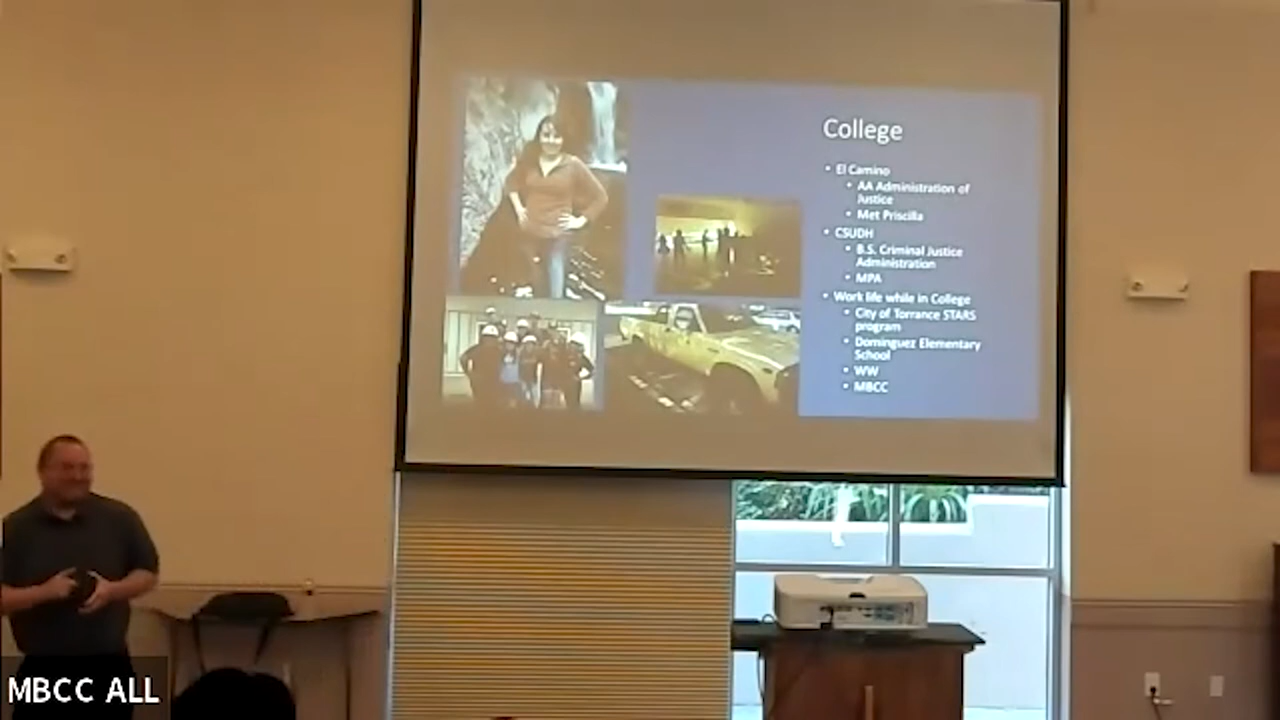 College
• El Camino
• AA Administration of
Justice
• Met Priscilla
• CSUDH
• B.S. Criminal Justice
Administration
• MPA
• Work life while in College
• City of Torrance STARS
program
• Dominguez Elementary
School
• WW
• MBCC
MBCC ALL